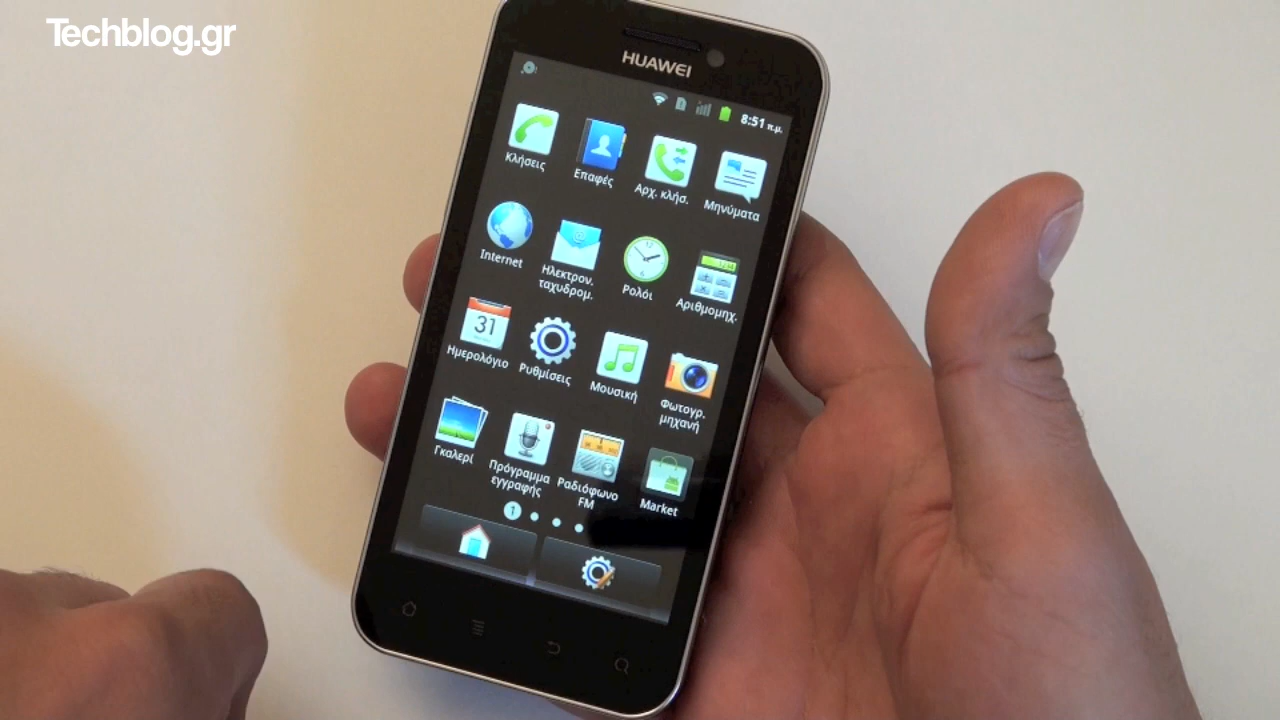 Techblog.gr
HUAWEI
8:51 π.μ.
Κλήσεις
Επαφές
Αρχ. κλήσ.
Μηνύματα
Internet
Ηλεκτρον.
ταχυδρομ.
Ρολόι
Αριθμομηχ.
31
Ημερολόγιο
Ρυθμίσεις
Μουσική
Φωτογρ.
μηχανή
Γκαλερί
Πρόγραμμα
εγγραφής
Ραδιόφωνο
FM
Market
1